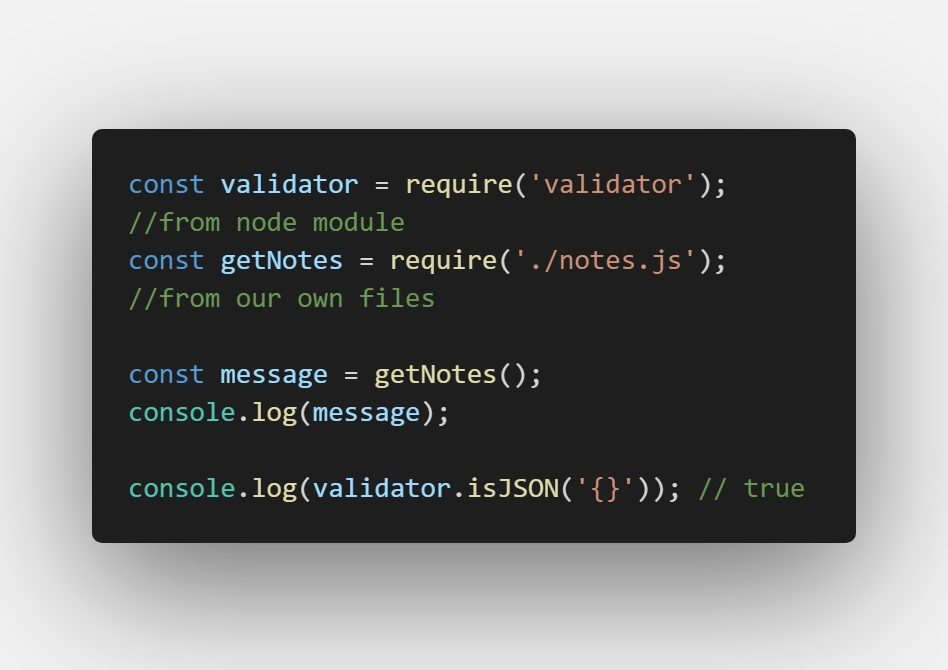 const validator = require('validator');
//from node module
const getNotes = require('./notes.js');
//from our own files
const message = getNotes();
console.log(message);
console.log(validator.isJSON('{}')); // true